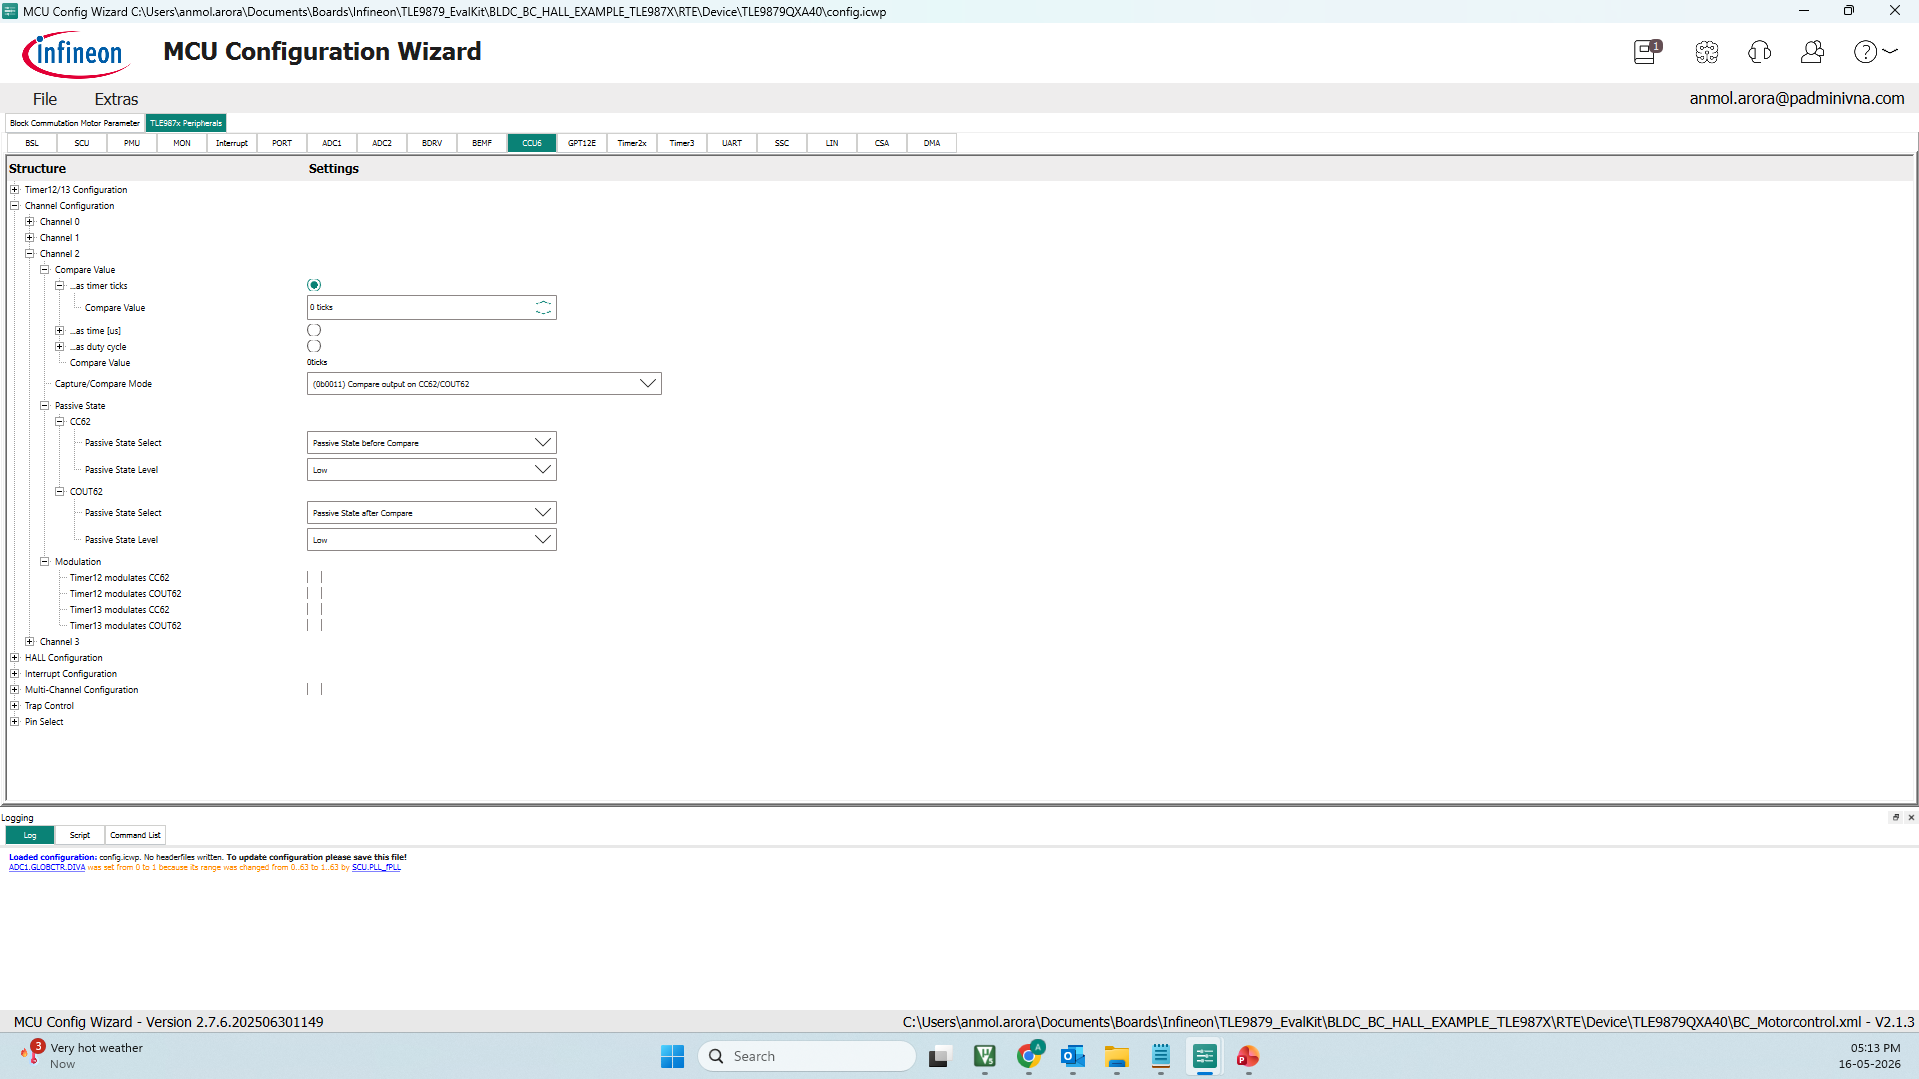 MCU Config Wizard C:\Users\anmol.arora\Documents\Boards\Infineon\TLE9879_EvalKit\BLDC_BC_HALL_EXAMPLE_TLE987X\RTE\Device\TLE9879QXA40\config.icwp
infineon MCU Configuration Wizard 1 ?
File Extras anmol.arora@padminivna.com
Block Commutation Motor Parameter TLE987x Peripherals
BSL SCU PMU MON Interrupt PORT ADC1 ADC2 BDRV BEMF CCU6 GPT12E Timer2x Timer3 UART SSC LIN CSA DMA
Structure Settings
Timer12/13 Configuration
Channel Configuration
Channel 0
Channel 1
Channel 2
Compare Value
...as timer ticks
Compare Value 0 ticks
...as time [us]
...as duty cycle
Compare Value 0ticks
Capture/Compare Mode (0b0011) Compare output on CC62/COUT62
Passive State
CC62
Passive State Select Passive State before Compare
Passive State Level Low
COUT62
Passive State Select Passive State after Compare
Passive State Level Low
Modulation
Timer12 modulates CC62
Timer12 modulates COUT62
Timer13 modulates CC62
Timer13 modulates COUT62
Channel 3
HALL Configuration
Interrupt Configuration
Multi-Channel Configuration
Trap Control
Pin Select
Logging
Log Script Command List
Loaded configuration: config.icwp. No headerfiles written. To update configuration please save this file!
ADC1.GLOBCTR.DIVA was set from 0 to 1 because its range was changed from 0..63 to 1..63 by SCU.PLL_fPLL
MCU Config Wizard - Version 2.7.6.202506301149 C:\Users\anmol.arora\Documents\Boards\Infineon\TLE9879_EvalKit\BLDC_BC_HALL_EXAMPLE_TLE987X\RTE\Device\TLE9879QXA40\BC_Motorcontrol.xml - V2.1.3
3 Very hot weather
Now
Search
A
05:13 PM
16-05-2026